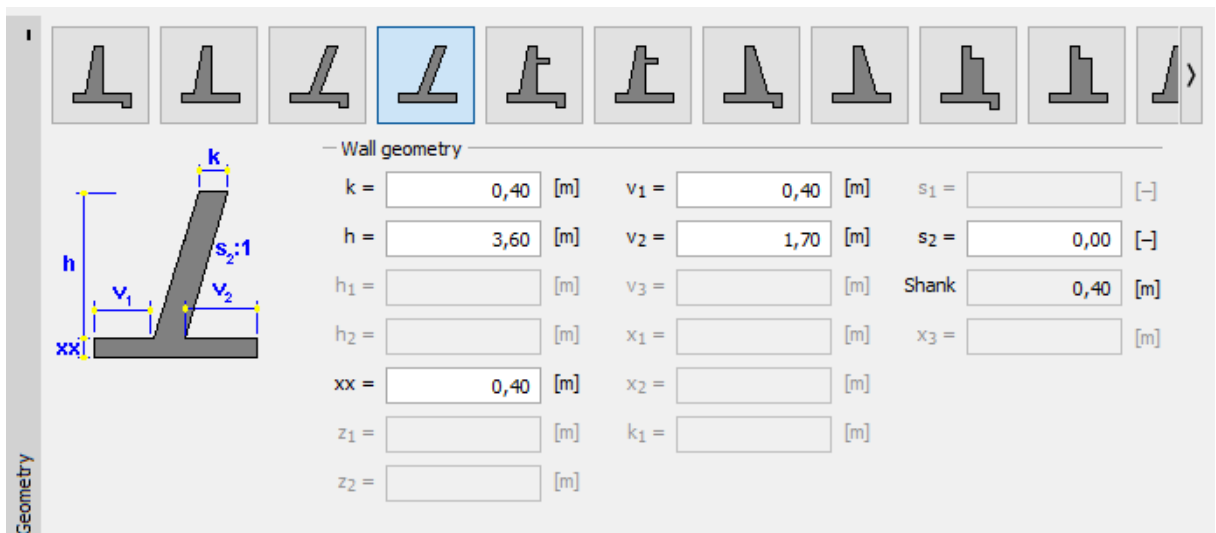 Wall geometry
k = 0,40 [m] v1 = 0,40 [m] s1 = [–]
h = 3,60 [m] v2 = 1,70 [m] s2 = 0,00 [–]
h1 = [m] v3 = [m] Shank 0,40 [m]
h2 = [m] x1 = [m] x3 = [m]
xx = 0,40 [m] x2 = [m]
z1 = [m] k1 = [m]
z2 = [m]
k
s2:1
h
v1 v2
xx
Geometry